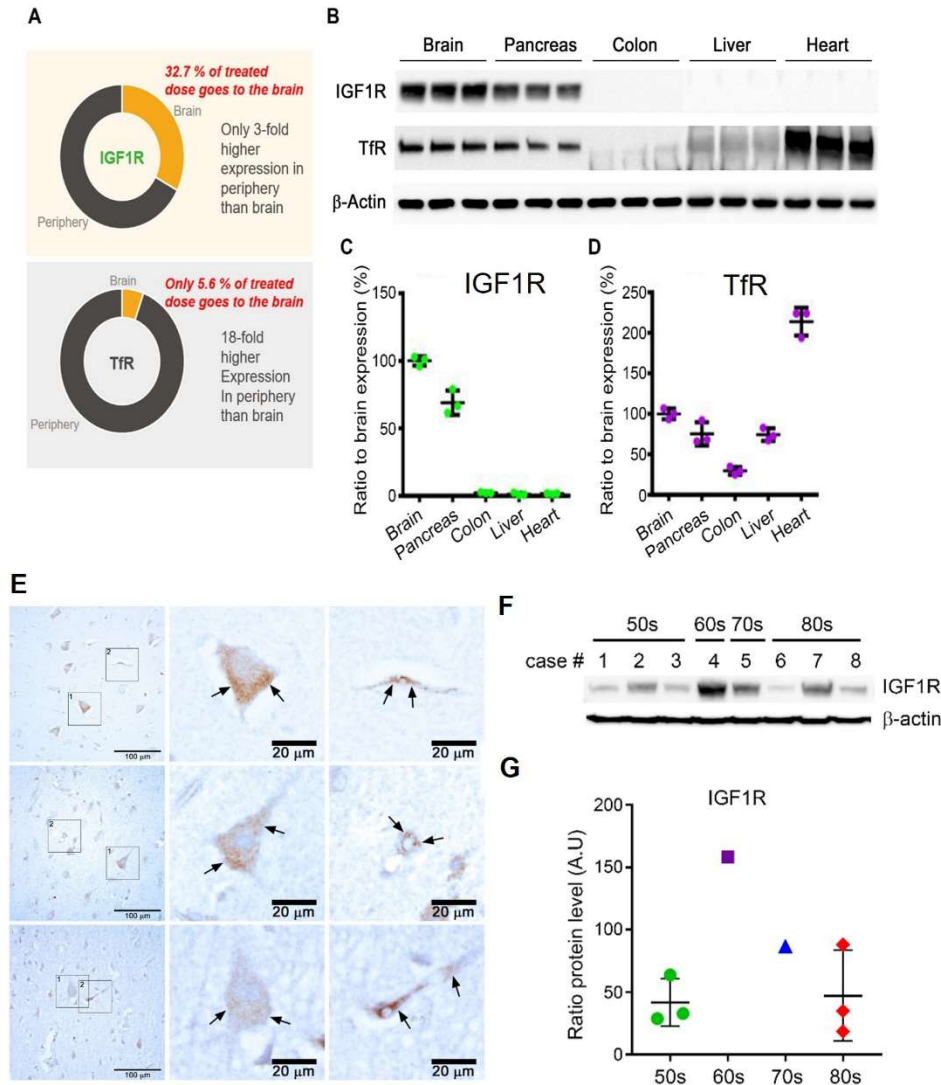 A
32.7 % of treated
dose goes to the brain
Brain
IGF1R
Only 3-fold
higher
expression in
periphery
than brain
Periphery
Brain
Only 5.6 % of treated
dose goes to the brain
TfR
18-fold
higher
Expression
In periphery
than brain
Periphery
B
Brain Pancreas Colon Liver Heart
IGF1R
TfR
β-Actin
C
IGF1R
Ratio to brain expression (%)
150
100
50
0
Brain
Pancreas
Colon
Liver
Heart
D
TfR
Ratio to brain expression (%)
250
200
150
100
50
0
Brain
Pancreas
Colon
Liver
Heart
E
2
1
100 µm
20 µm
20 µm
2
1
100 µm
20 µm
20 µm
1
2
100 µm
20 µm
20 µm
F
50s 60s 70s 80s
case # 1 2 3 4 5 6 7 8
IGF1R
β-actin
G
IGF1R
Ratio protein level (A.U)
200
150
100
50
0
50s 60s 70s 80s